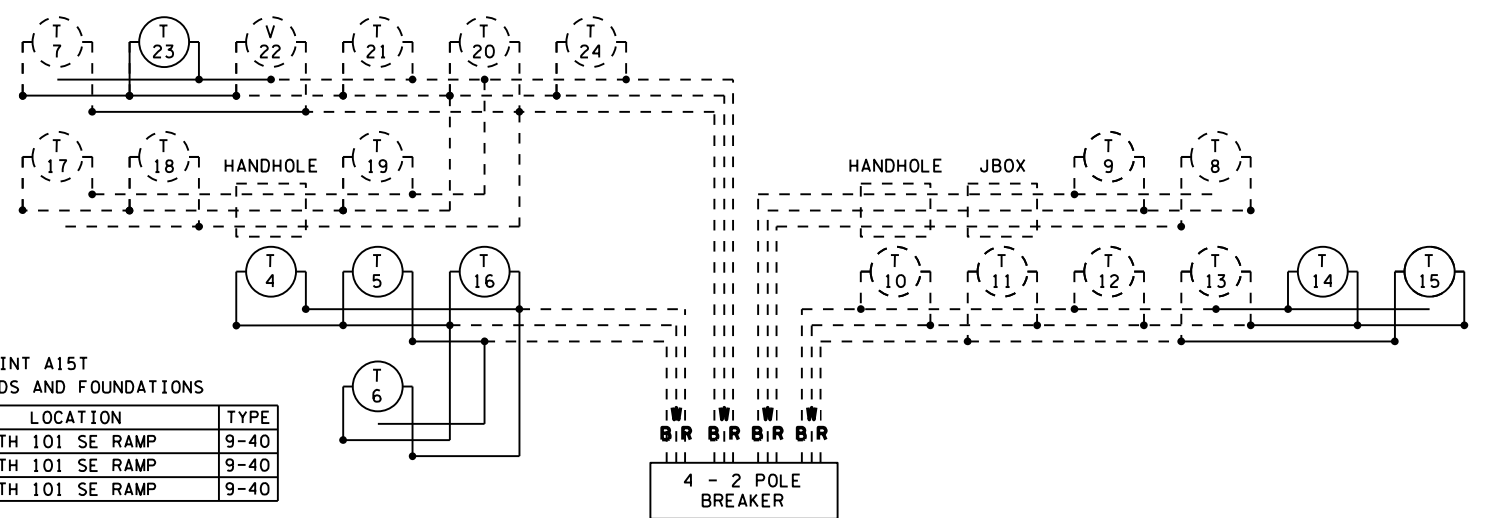 T 7
T 23
V 22
T 21
T 20
T 24
T 17
T 18
HANDHOLE
T 19
HANDHOLE
JBOX
T 9
T 8
T 4
T 5
T 16
T 10
T 11
T 12
T 13
T 14
T 15
INT A15T
DS AND FOUNDATIONS
LOCATION TYPE
TH 101 SE RAMP 9-40
TH 101 SE RAMP 9-40
TH 101 SE RAMP 9-40
T 6
W W W W
B R B R B R B R
4 - 2 POLE
BREAKER